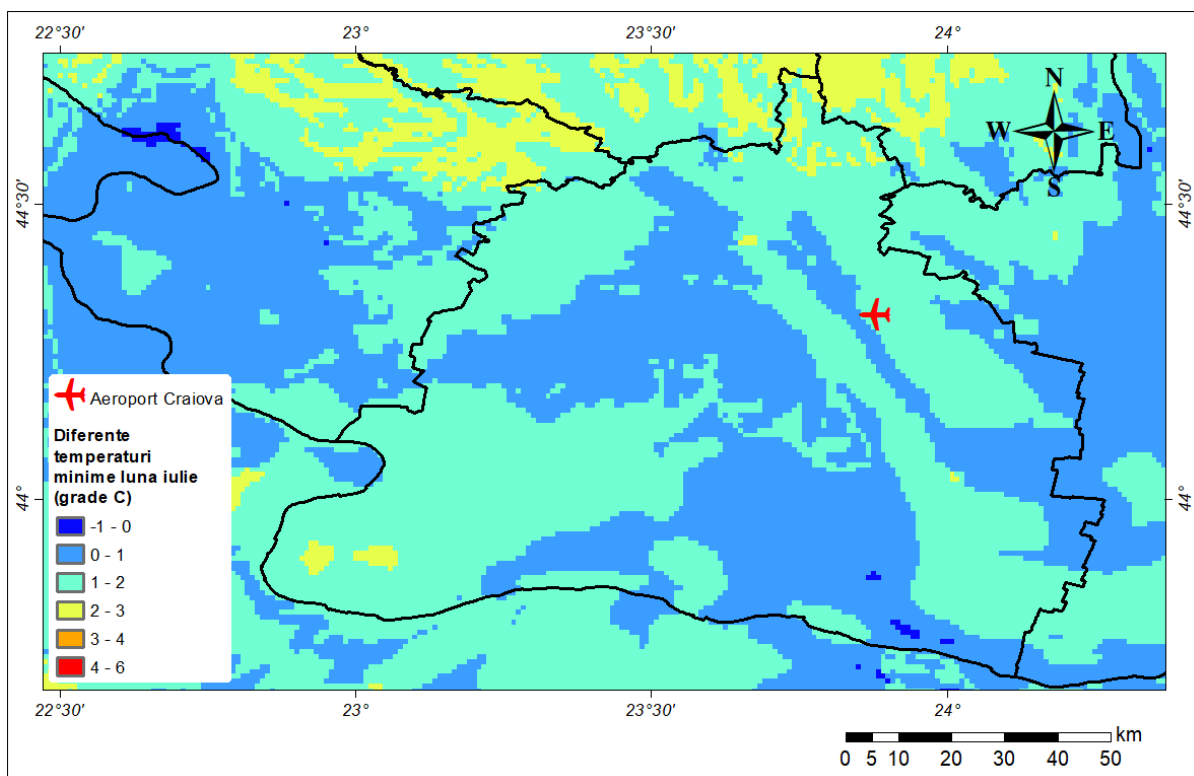 22°30' 23° 23°30' 24°
N
W E
S
44°30' 44°30'
Aeroport Craiova
Diferente
temperaturi
minime luna iulie
(grade C)
44° 44°
-1 - 0
0 - 1
1 - 2
2 - 3
3 - 4
4 - 6
22°30' 23° 23°30' 24°
km
0 5 10 20 30 40 50